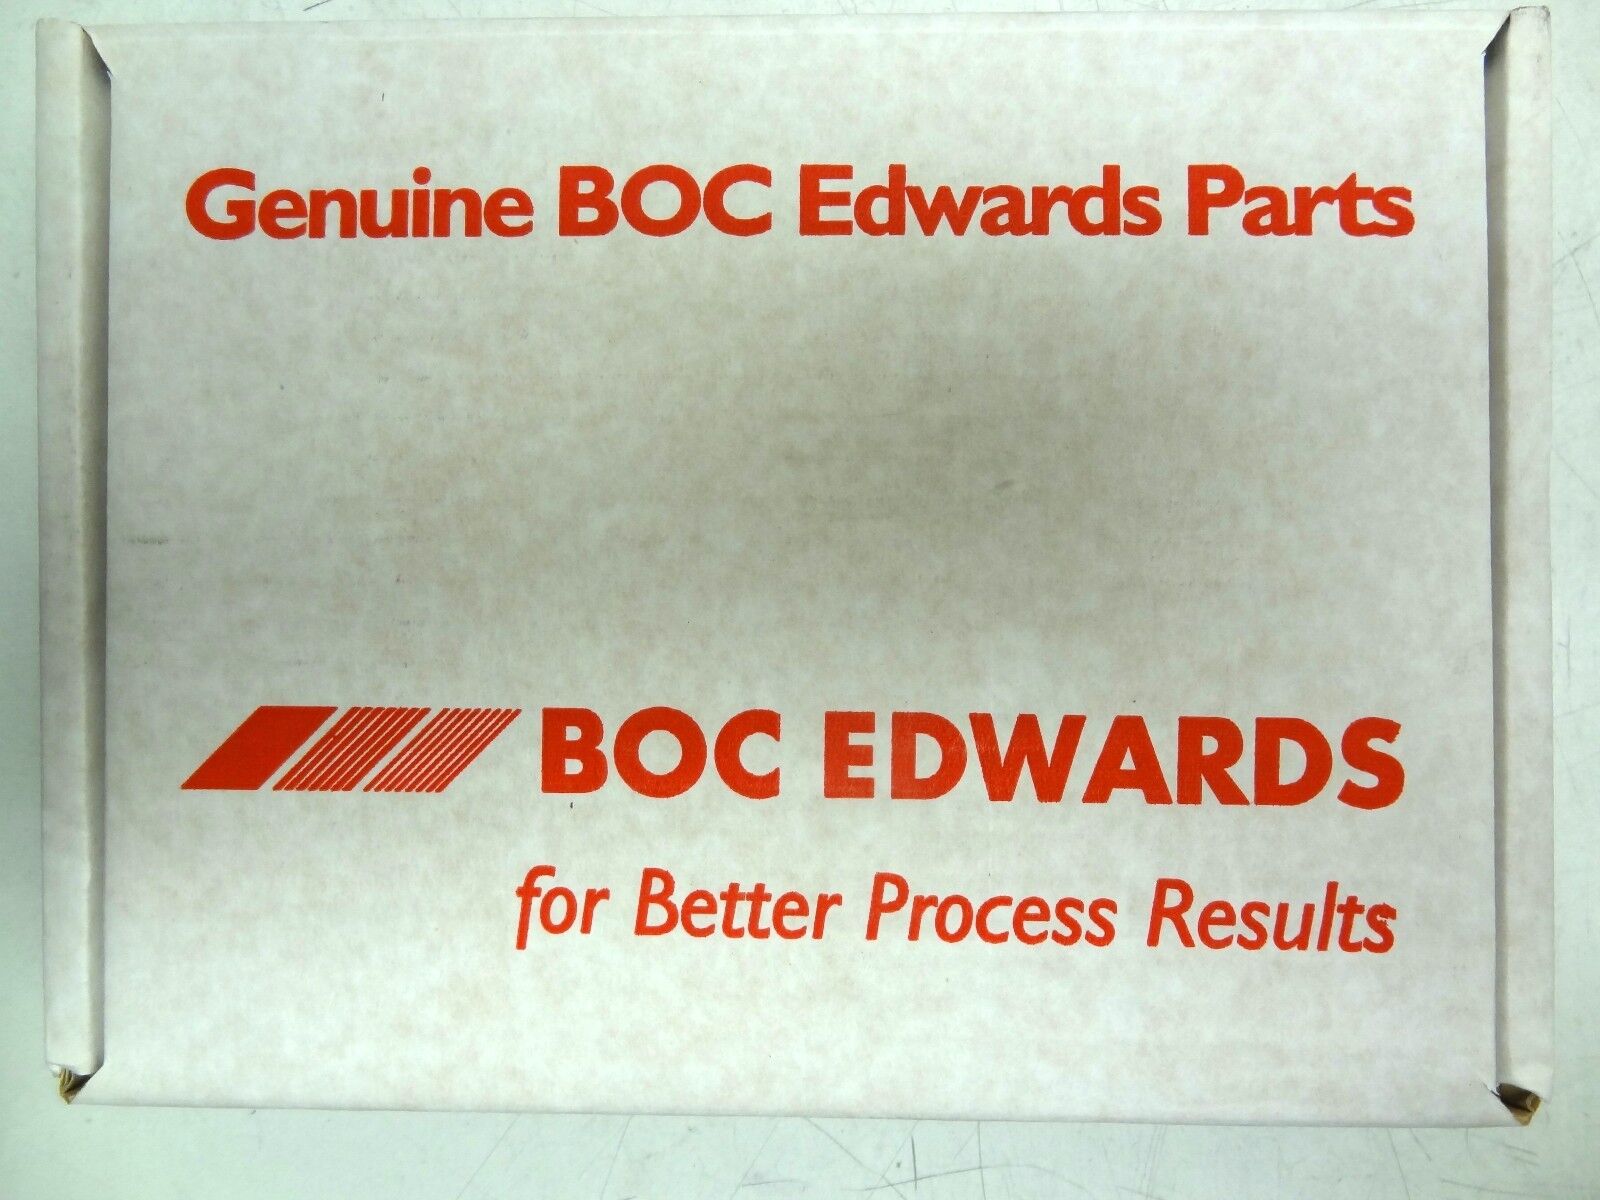 Genuine BOC Edwards Parts
BOC EDWARDS
for Better Process Results